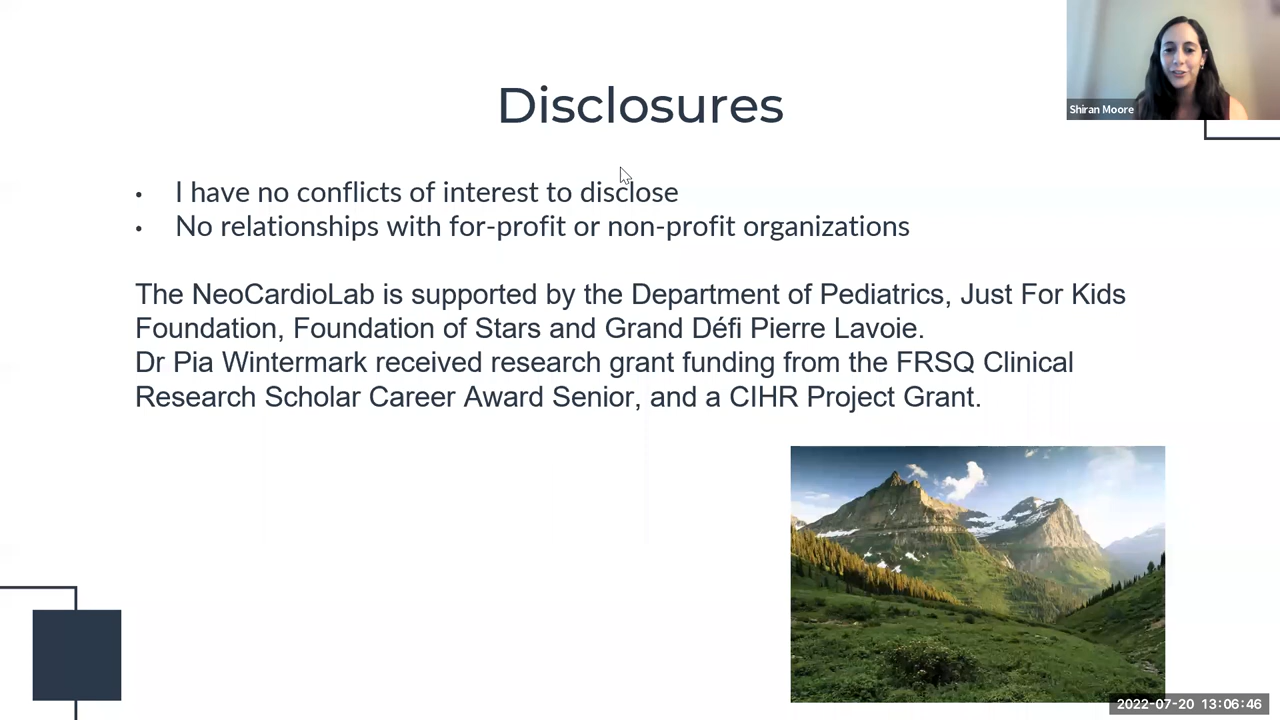 Disclosures
Shiran Moore
• I have no conflicts of interest to disclose
• No relationships with for-profit or non-profit organizations
The NeoCardioLab is supported by the Department of Pediatrics, Just For Kids
Foundation, Foundation of Stars and Grand Défi Pierre Lavoie.
Dr Pia Wintermark received research grant funding from the FRSQ Clinical
Research Scholar Career Award Senior, and a CIHR Project Grant.
2022-07-20 13:06:46